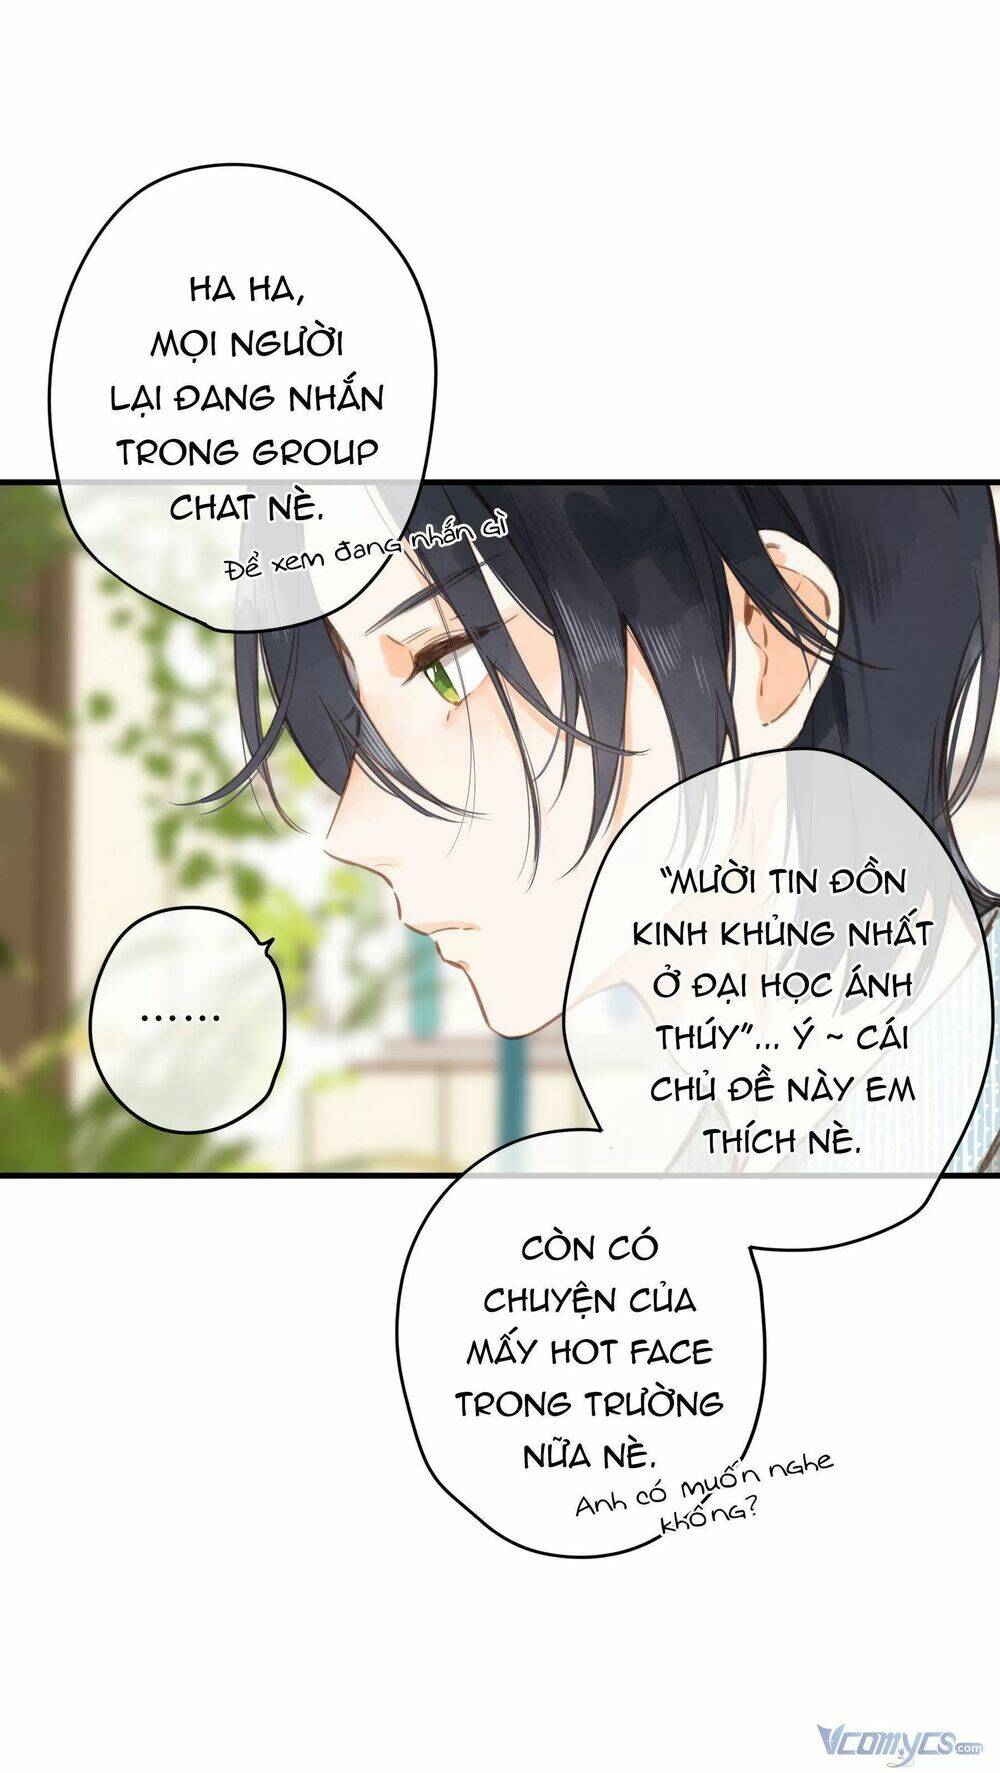 HA HA,
MỌI NGƯỜI
LẠI ĐANG NHẮN
TRONG GROUP
CHAT NÈ.
Để xem đang nhấn gì
"MƯỜI TIN ĐỒN
KINH KHỦNG NHẤT
Ở ĐẠI HỌC ÁNH
THÚY"... Ý ~ CÁI
CHỦ ĐỀ NÀY EM
THÍCH NÈ.
......
CÒN CÓ
CHUYỆN CỦA
MẤY HOT FACE
TRONG TRƯỜNG
NỮA NÈ.
Anh có muốn nghe
khống?
VCOMYCS.com